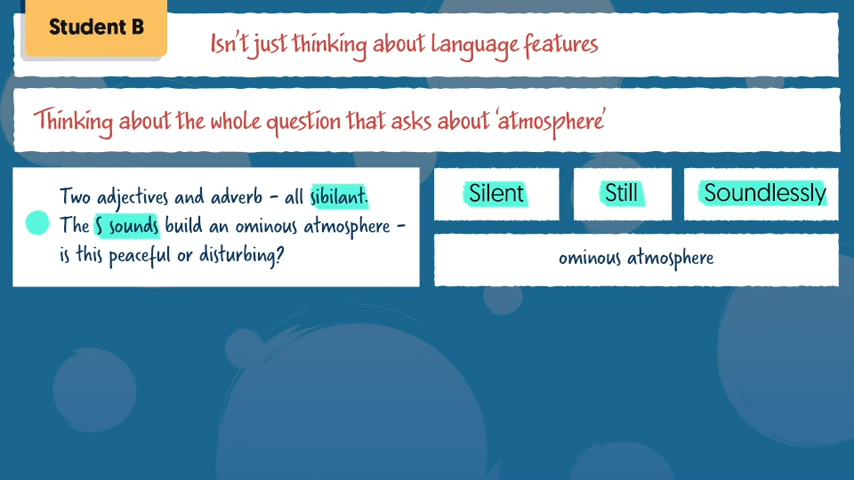 Student B
Isn't just thinking about language features
Thinking about the whole question that asks about 'atmosphere'
Two adjectives and adverb - all sibilant.
The S sounds build an ominous atmosphere -
is this peaceful or disturbing?
Silent
Still
Soundlessly
ominous atmosphere